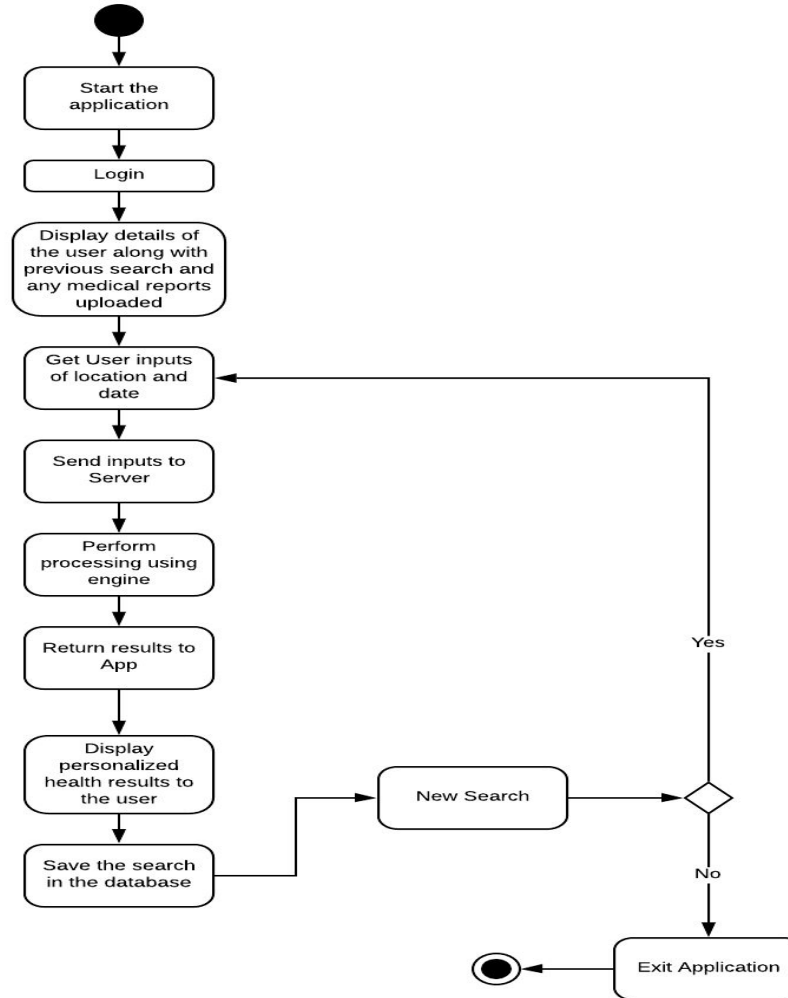 Start the
application
Login
Display details of
the user along with
previous search and
any medical reports
uploaded
Get User inputs
of location and
date
Send inputs to
Server
Perform
processing using
engine
Return results to
App
Display
personalized
health results to
the user
Save the search
in the database
New Search
Yes
No
Exit Application